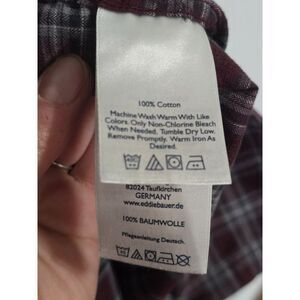 100% Cotton
Machine Wash Warm With Like
Colors. Only Non-Chlorine Bleach
When Needed. Tumble Dry Low.
Remove Promptly. Warm Iron As
Desired.
82024 Taufkirchen
GERMANY
www.eddiebauer.de
100% BAUMWOLLE
Pflegeanleitung Deutsch.